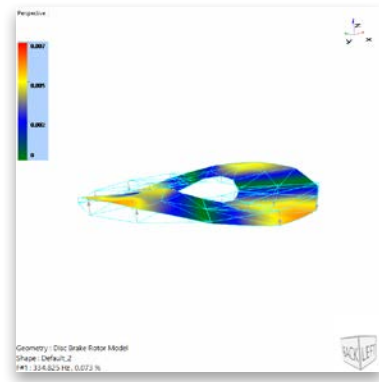 Perspective :
Z
Y X
0.007
0.005
0.002
0
Geometry : Disc Brake Rotor Model
Shape : Default_2
F#1 : 334.825 Hz, 0.073 %
BACK LEFT